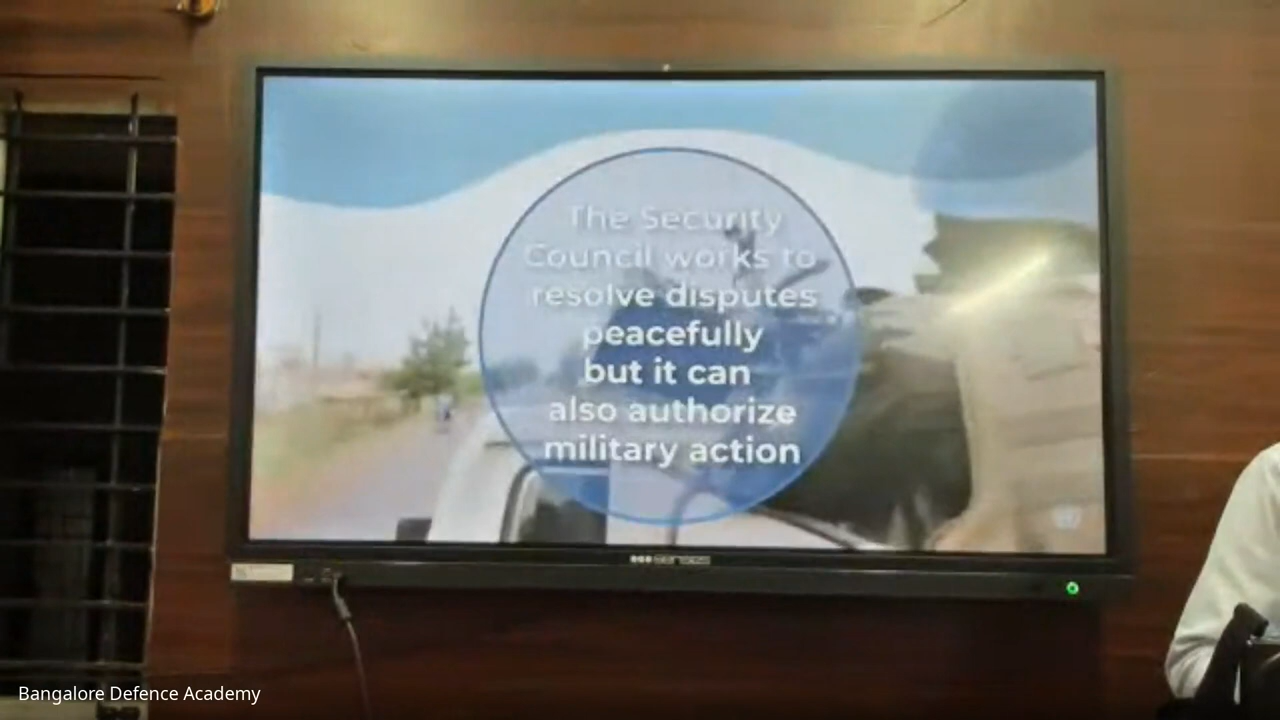 The Security
Council works to
resolve disputes
peacefully
but it can
also authorize
military action
Bangalore Defence Academy